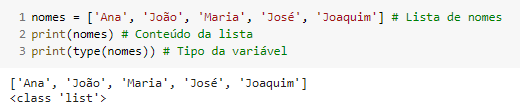 1 nomes = ['Ana', 'João', 'Maria', 'José', 'Joaquim'] # Lista de nomes
2 print(nomes) # Conteúdo da lista
3 print(type(nomes)) # Tipo da variável
['Ana', 'João', 'Maria', 'José', 'Joaquim']
<class 'list'>